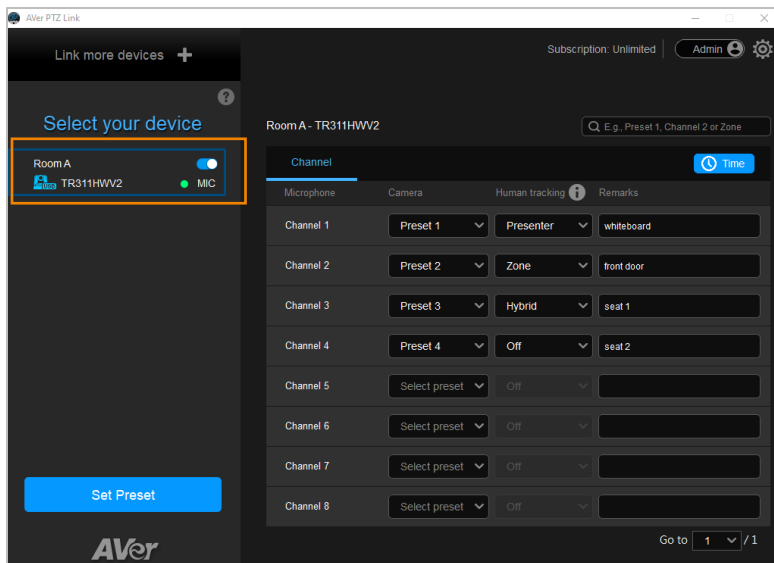 AVer PTZ Link
Link more devices
Subscription: Unlimited
Admin
?
Select your device
Room A
USB TR311HWV2 MIC
Set Preset
AVer
Room A - TR311HWV2
E.g., Preset 1, Channel 2 or Zone
Channel
Time
Microphone Camera Human tracking i Remarks
Channel 1 Preset 1 Presenter whiteboard
Channel 2 Preset 2 Zone front door
Channel 3 Preset 3 Hybrid seat 1
Channel 4 Preset 4 Off seat 2
Channel 5 Select preset Off
Channel 6 Select preset Off
Channel 7 Select preset Off
Channel 8 Select preset Off
Go to 1 / 1